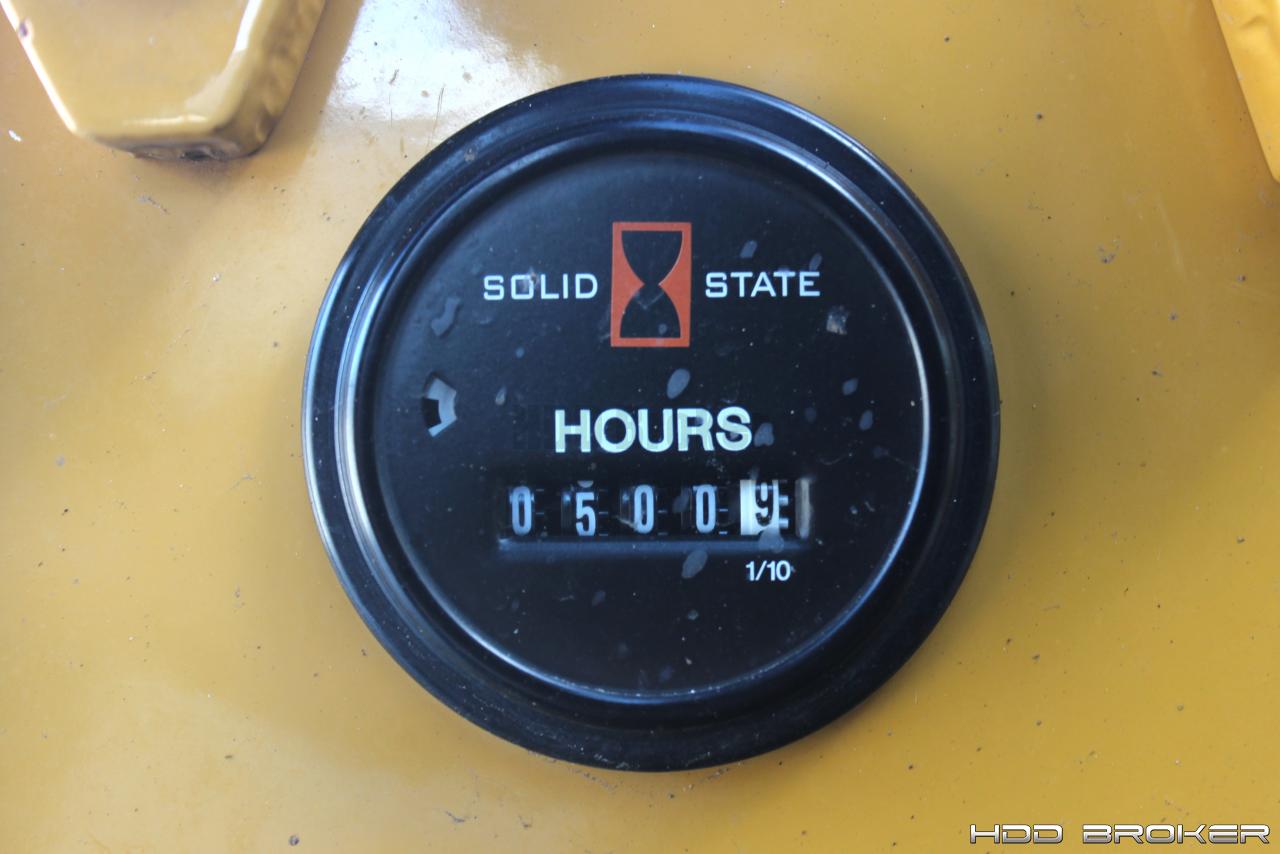 SOLID STATE
HOURS
0 5 0 0 9
1/10
HDD BROKER